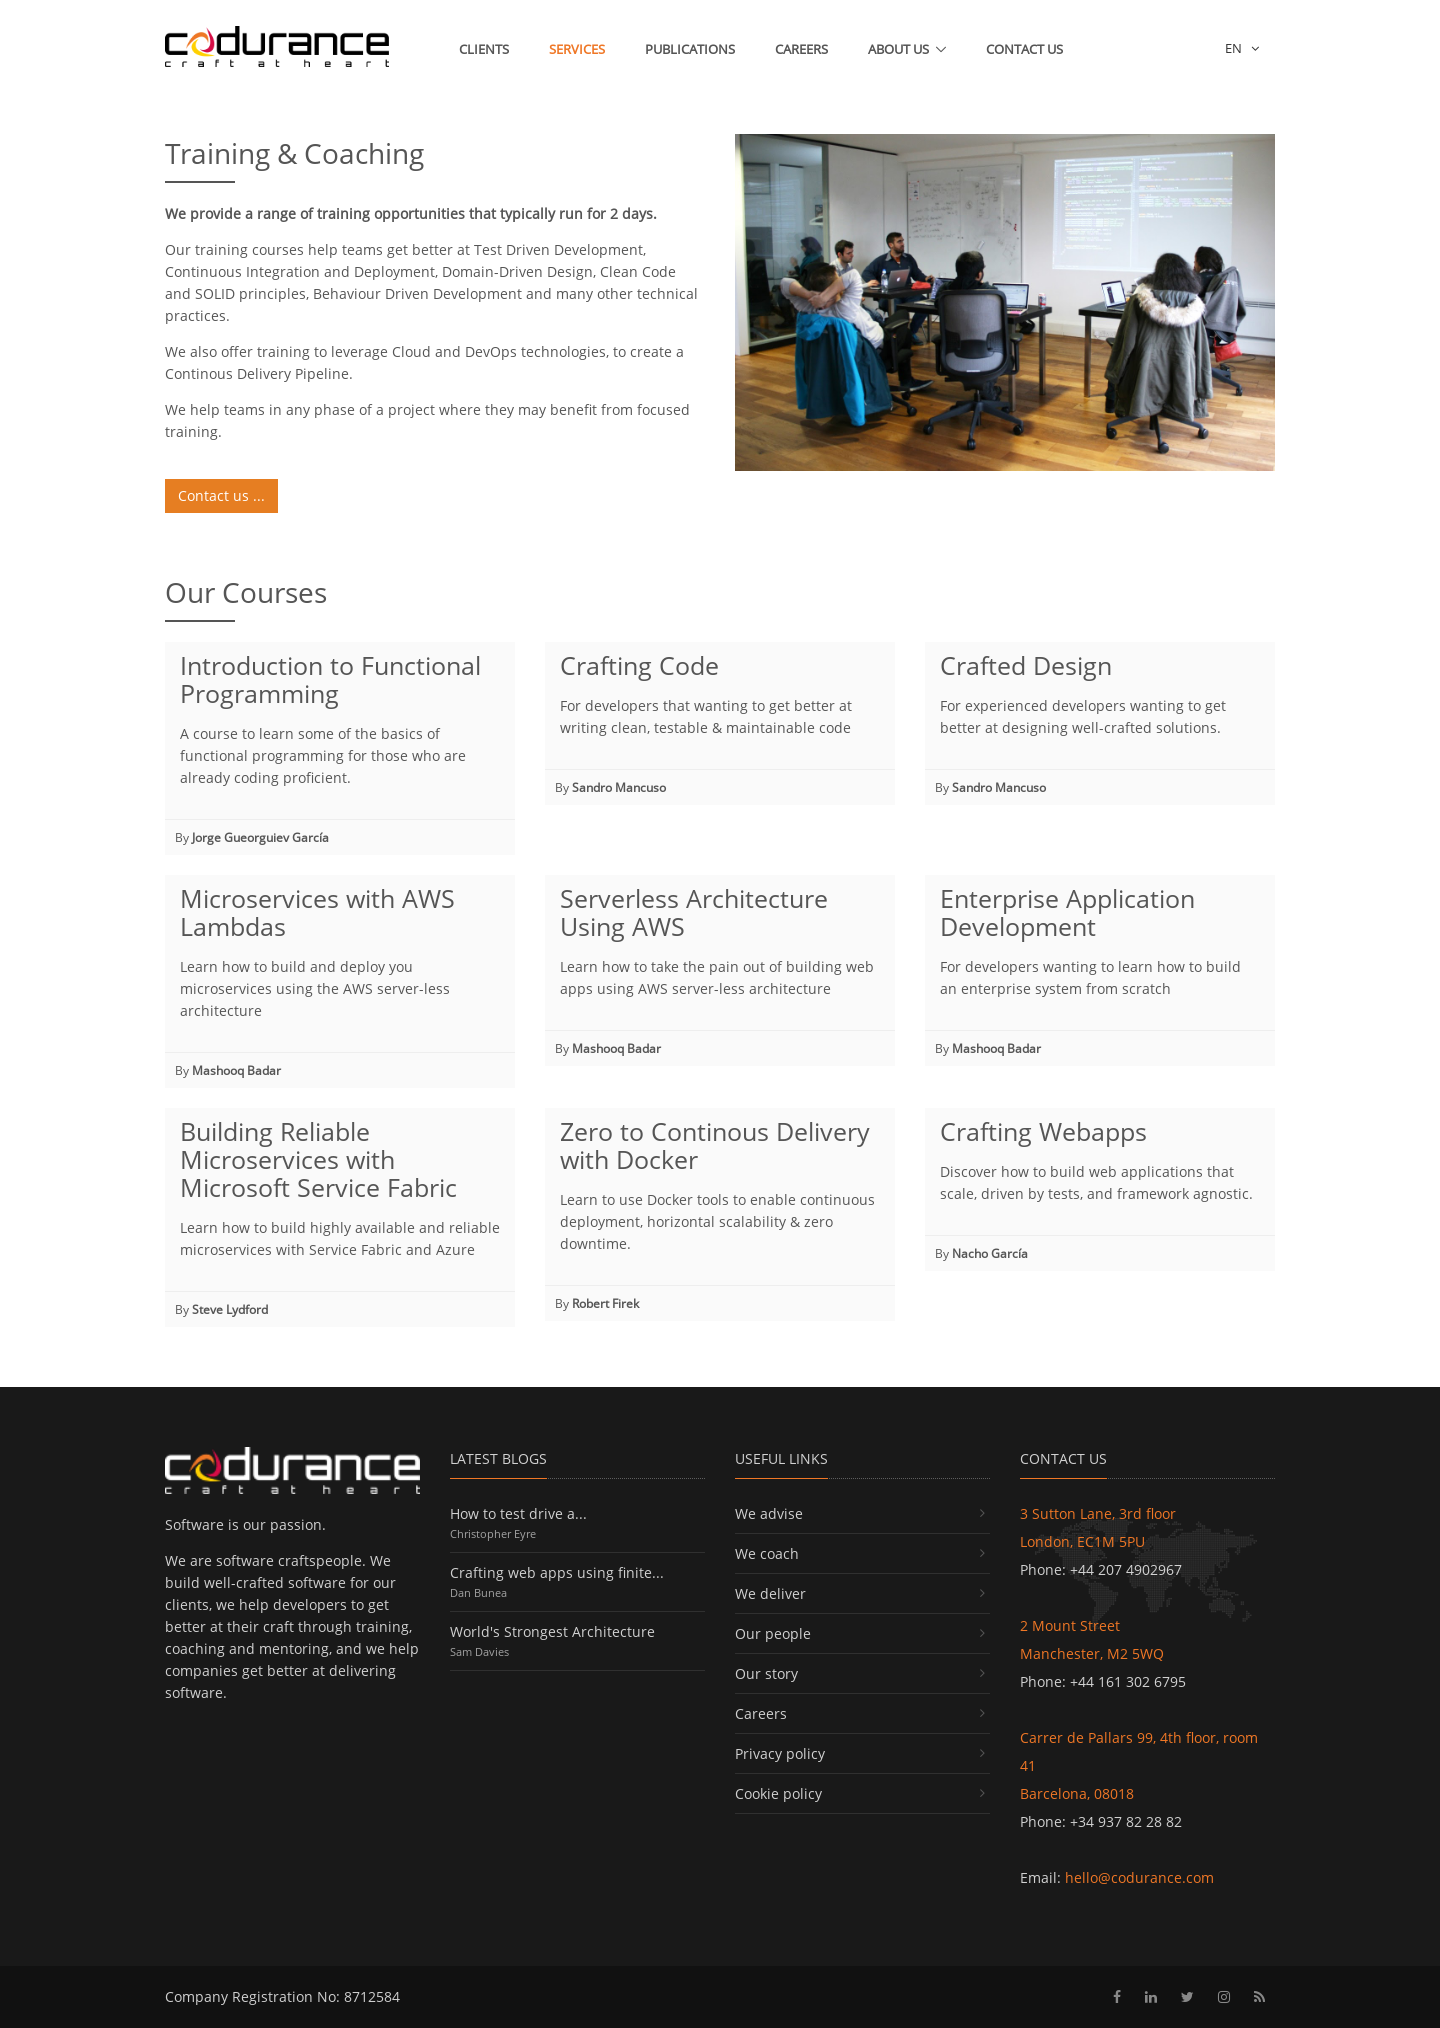 codurance
craft at heart
CLIENTS
SERVICES
PUBLICATIONS
CAREERS
ABOUT US
CONTACT US
EN
Training & Coaching
We provide a range of training opportunities that typically run for 2 days.
Our training courses help teams get better at Test Driven Development,
Continuous Integration and Deployment, Domain-Driven Design, Clean Code
and SOLID principles, Behaviour Driven Development and many other technical
practices.
We also offer training to leverage Cloud and DevOps technologies, to create a
Continous Delivery Pipeline.
We help teams in any phase of a project where they may benefit from focused
training.
Contact us ...
Our Courses
Introduction to Functional
Programming
A course to learn some of the basics of
functional programming for those who are
already coding proficient.
By Jorge Gueorguiev García
Crafting Code
For developers that wanting to get better at
writing clean, testable & maintainable code
By Sandro Mancuso
Crafted Design
For experienced developers wanting to get
better at designing well-crafted solutions.
By Sandro Mancuso
Microservices with AWS
Lambdas
Learn how to build and deploy you
microservices using the AWS server-less
architecture
By Mashooq Badar
Serverless Architecture
Using AWS
Learn how to take the pain out of building web
apps using AWS server-less architecture
By Mashooq Badar
Enterprise Application
Development
For developers wanting to learn how to build
an enterprise system from scratch
By Mashooq Badar
Building Reliable
Microservices with
Microsoft Service Fabric
Learn how to build highly available and reliable
microservices with Service Fabric and Azure
By Steve Lydford
Zero to Continous Delivery
with Docker
Learn to use Docker tools to enable continuous
deployment, horizontal scalability & zero
downtime.
By Robert Firek
Crafting Webapps
Discover how to build web applications that
scale, driven by tests, and framework agnostic.
By Nacho García
codurance
craft at heart
Software is our passion.
We are software craftspeople. We
build well-crafted software for our
clients, we help developers to get
better at their craft through training,
coaching and mentoring, and we help
companies get better at delivering
software.
LATEST BLOGS
How to test drive a...
Christopher Eyre
Crafting web apps using finite...
Dan Bunea
World's Strongest Architecture
Sam Davies
USEFUL LINKS
We advise
We coach
We deliver
Our people
Our story
Careers
Privacy policy
Cookie policy
CONTACT US
3 Sutton Lane, 3rd floor
London, EC1M 5PU
Phone: +44 207 4902967
2 Mount Street
Manchester, M2 5WQ
Phone: +44 161 302 6795
Carrer de Pallars 99, 4th floor, room
41
Barcelona, 08018
Phone: +34 937 82 28 82
Email: hello@codurance.com
Company Registration No: 8712584